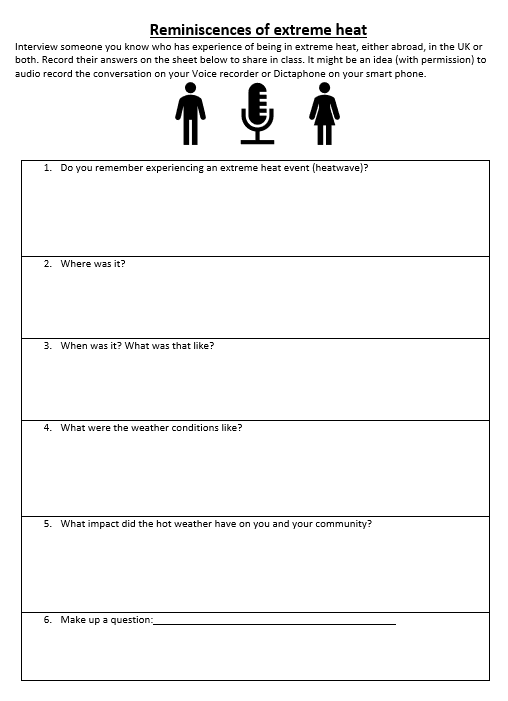 Reminiscences of extreme heat
Interview someone you know who has experience of being in extreme heat, either abroad, in the UK or
both. Record their answers on the sheet below to share in class. It might be an idea (with permission) to
audio record the conversation on your Voice recorder or Dictaphone on your smart phone.
1. Do you remember experiencing an extreme heat event (heatwave)?
2. Where was it?
3. When was it? What was that like?
4. What were the weather conditions like?
5. What impact did the hot weather have on you and your community?
6. Make up a question: